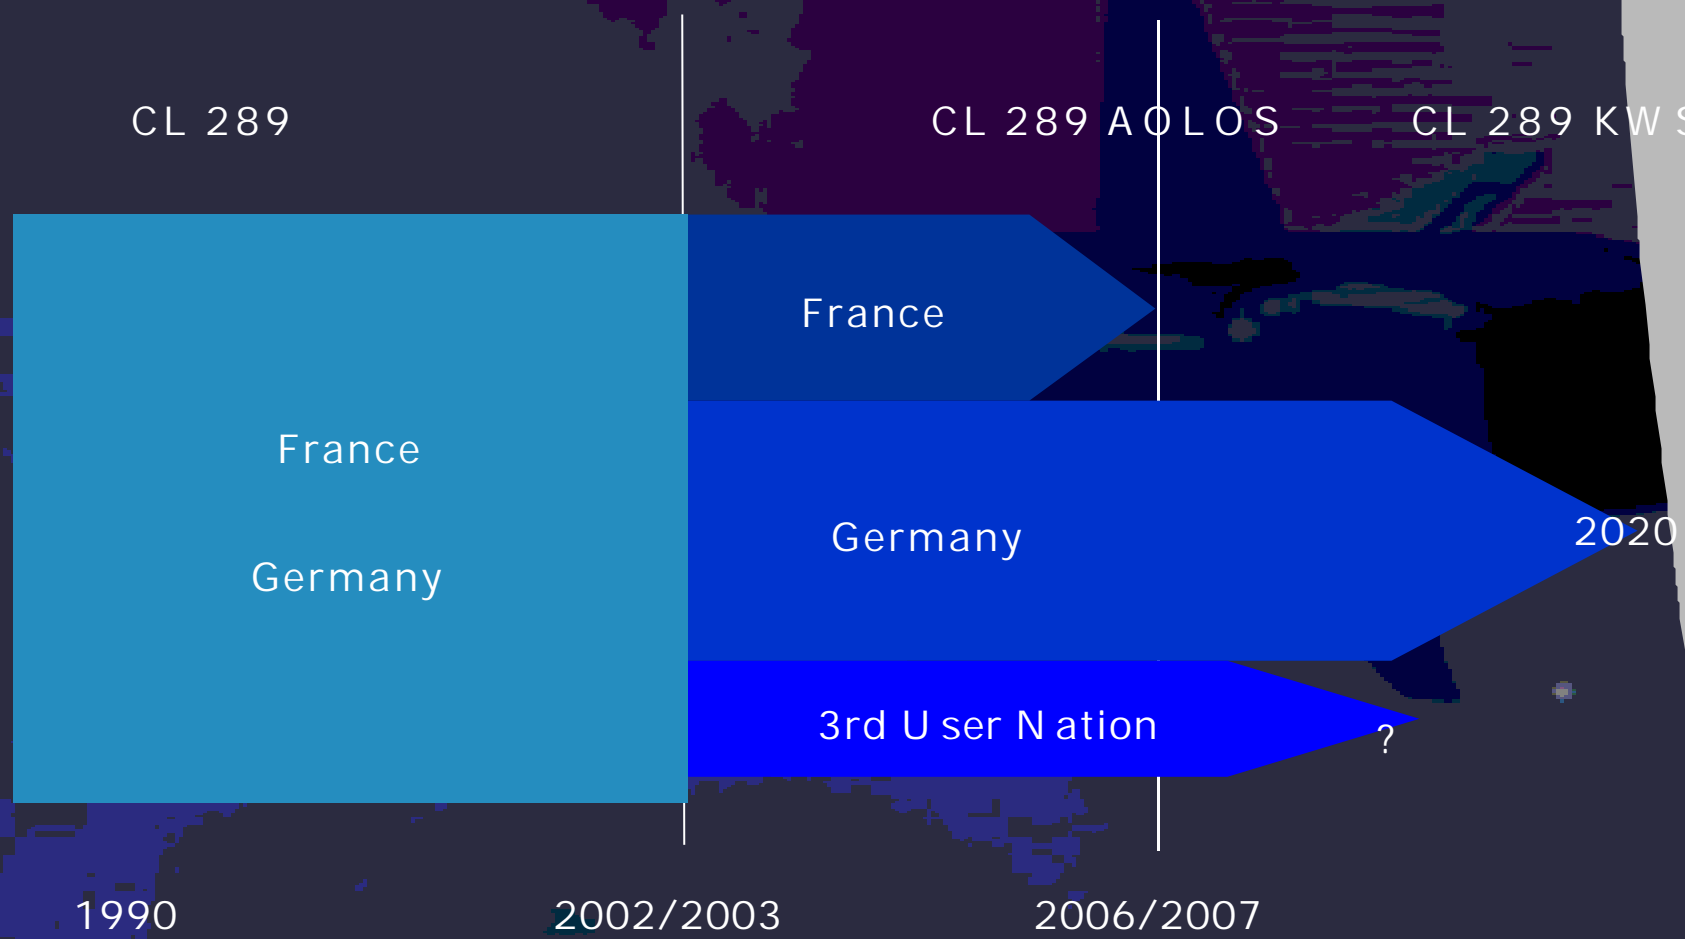 CL 289
CL 289 AOLOS
CL 289 KWS
France
France
Germany
Germany
2020
3rd User Nation
?
1990
2002/2003
2006/2007